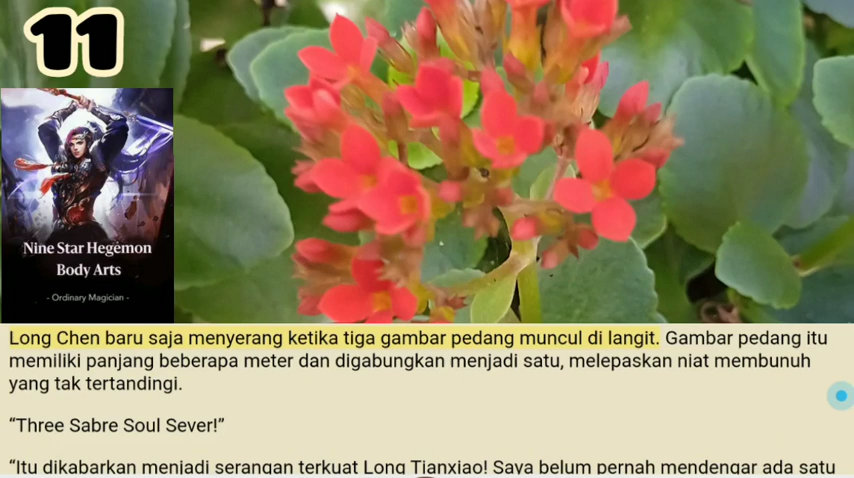 11
Nine Star Hegemon
Body Arts
- Ordinary Magician -
Long Chen baru saja menyerang ketika tiga gambar pedang muncul di langit. Gambar pedang itu
memiliki panjang beberapa meter dan digabungkan menjadi satu, melepaskan niat membunuh
yang tak tertandingi.
“Three Sabre Soul Sever!”
“Itu dikabarkan menjadi serangan terkuat Long Tianxiao! Saya belum pernah mendengar ada satu